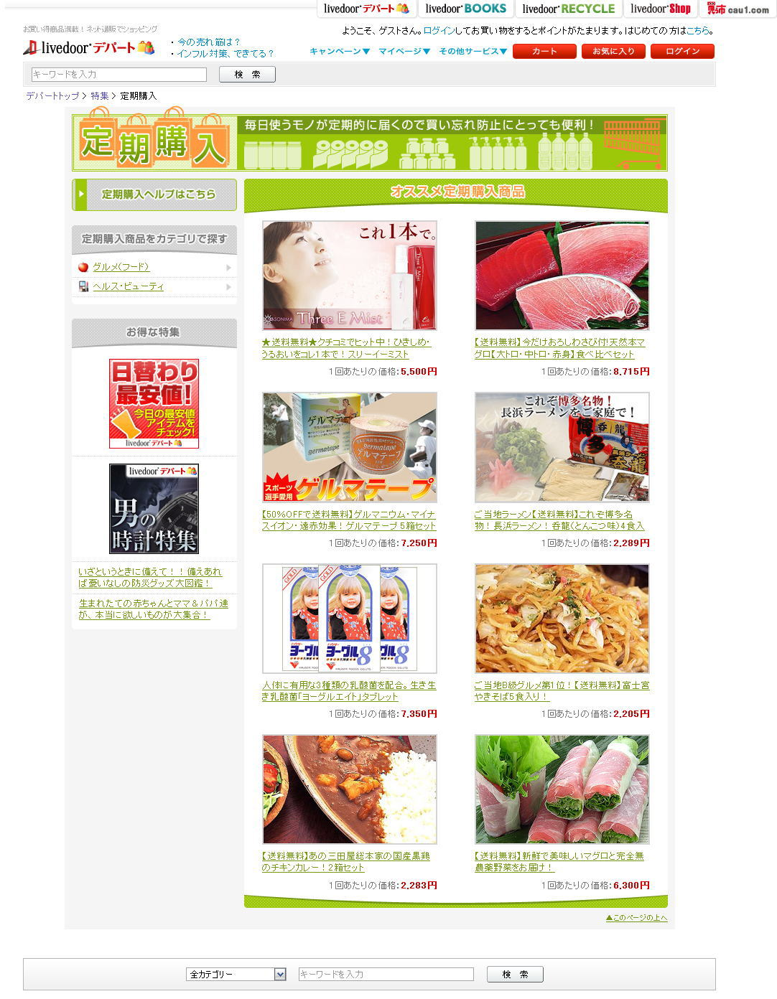 livedoor デパート livedoor BOOKS livedoor RECYCLE livedoor Shop cau1.com
お買い得商品満載！ネット通販でショッピング
ようこそ、ゲストさん。ログインしてお買い物をするとポイントがたまります。はじめての方はこちら。
livedoor デパート
・今の売れ筋は？
・インフル対策、できてる？
キャンペーン▼ マイページ▼ その他サービス▼ カート お気に入り ログイン
キーワードを入力 検 索
デパートトップ > 特集 > 定期購入
定期購入
毎日使うモノが定期的に届くので買い忘れ防止にとっても便利！
定期購入ヘルプはこちら
定期購入商品をカテゴリで探す
グルメ(フード)
ヘルス・ビューティ
お得な特集
日替わり
最安値！
今日の最安値
アイテムを
チェック！
livedoor デパート
livedoor デパート
男の
時計特集
いざというときに備えて！！備えあれ
ば憂いなしの防災グッズ大図鑑！
生まれたての赤ちゃんとママ＆パパ達
が、本当に欲しいものが大集合！
オススメ定期購入商品
これ1本で。
Three E Mist
ASONIMA
Three E Mist
★送料無料★クチコミでヒット中！ひきしめ・
うるおいをコレ1本で！スリーイーミスト
1回あたりの価格：5,500円
【送料無料】今だけおろしわさび付!天然本マ
グロ【大トロ・中トロ・赤身】食べ比べセット
1回あたりの価格：8,715円
ゲルマテープ
germatape
germatape
ゲルマテープ
スポーツ
選手愛用
ゲルマテープ
【50%OFFで送料無料】ゲルマニウム・マイナ
スイオン・遠赤効果！ゲルマテープ 5箱セット
1回あたりの価格：7,250円
これぞ博多名物！
長浜ラーメンをご家庭で！
博多
呑龍
ご当地ラーメン【送料無料】これぞ博多名
物！長浜ラーメン！呑龍(とんこつ味)4食入
1回あたりの価格：2,289円
GOLD
GOLD
ハウザー
ヨーグル8
HAUSER FOODS CO.,LTD.
人体に有用な3種類の乳酸菌を配合。生き生
き乳酸菌「ヨーグルエイト」タブレット
1回あたりの価格：7,350円
ご当地B級グルメ第1位！【送料無料】富士宮
やきそば5食入り！
1回あたりの価格：2,205円
【送料無料】あの三田屋総本家の国産黒鶏
のチキンカレー！2箱セット
1回あたりの価格：2,283円
【送料無料】新鮮で美味しいマグロと完全無
農薬野菜をお届け！
1回あたりの価格：6,300円
▲このページの上へ
全カテゴリー キーワードを入力 検 索